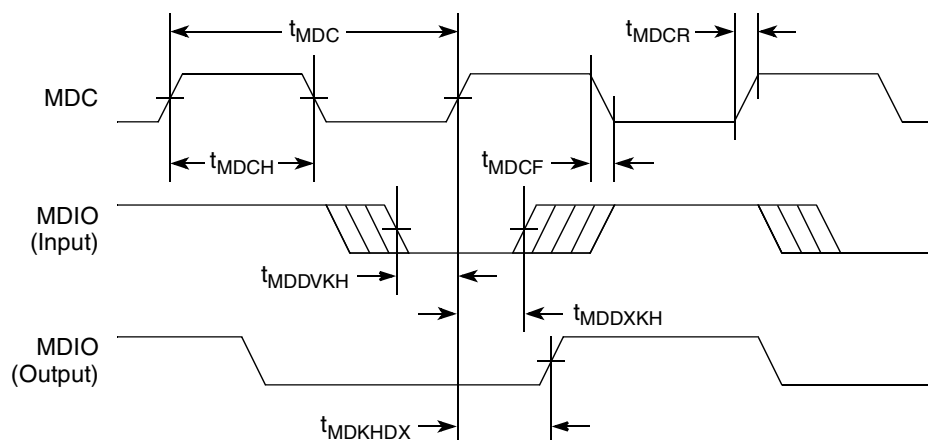 tMDC
tMDCR
MDC
tMDCH
tMDCF
MDIO
(Input)
tMDDVKH
tMDDXKH
MDIO
(Output)
tMDKHDX